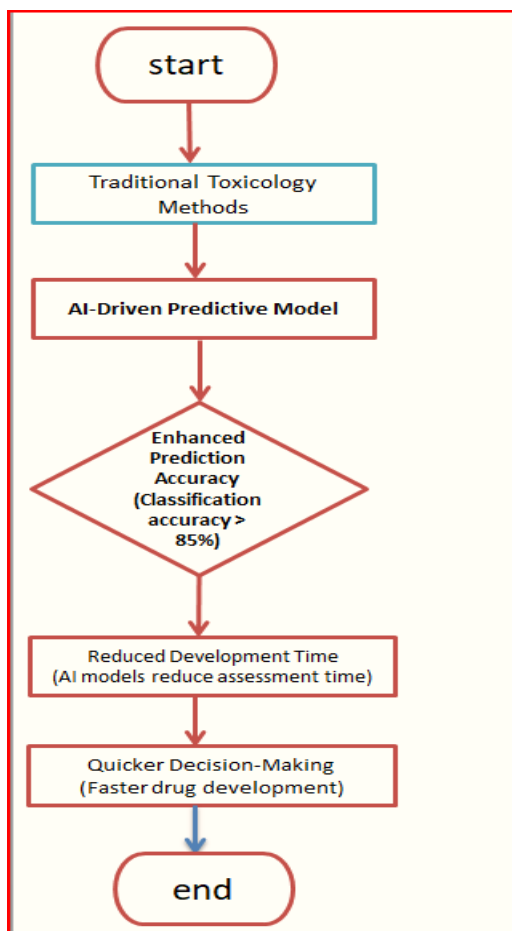 start
Traditional Toxicology
Methods
AI-Driven Predictive Model
Enhanced
Prediction
Accuracy
(Classification
accuracy >
85%)
Reduced Development Time
(AI models reduce assessment time)
Quicker Decision-Making
(Faster drug development)
end